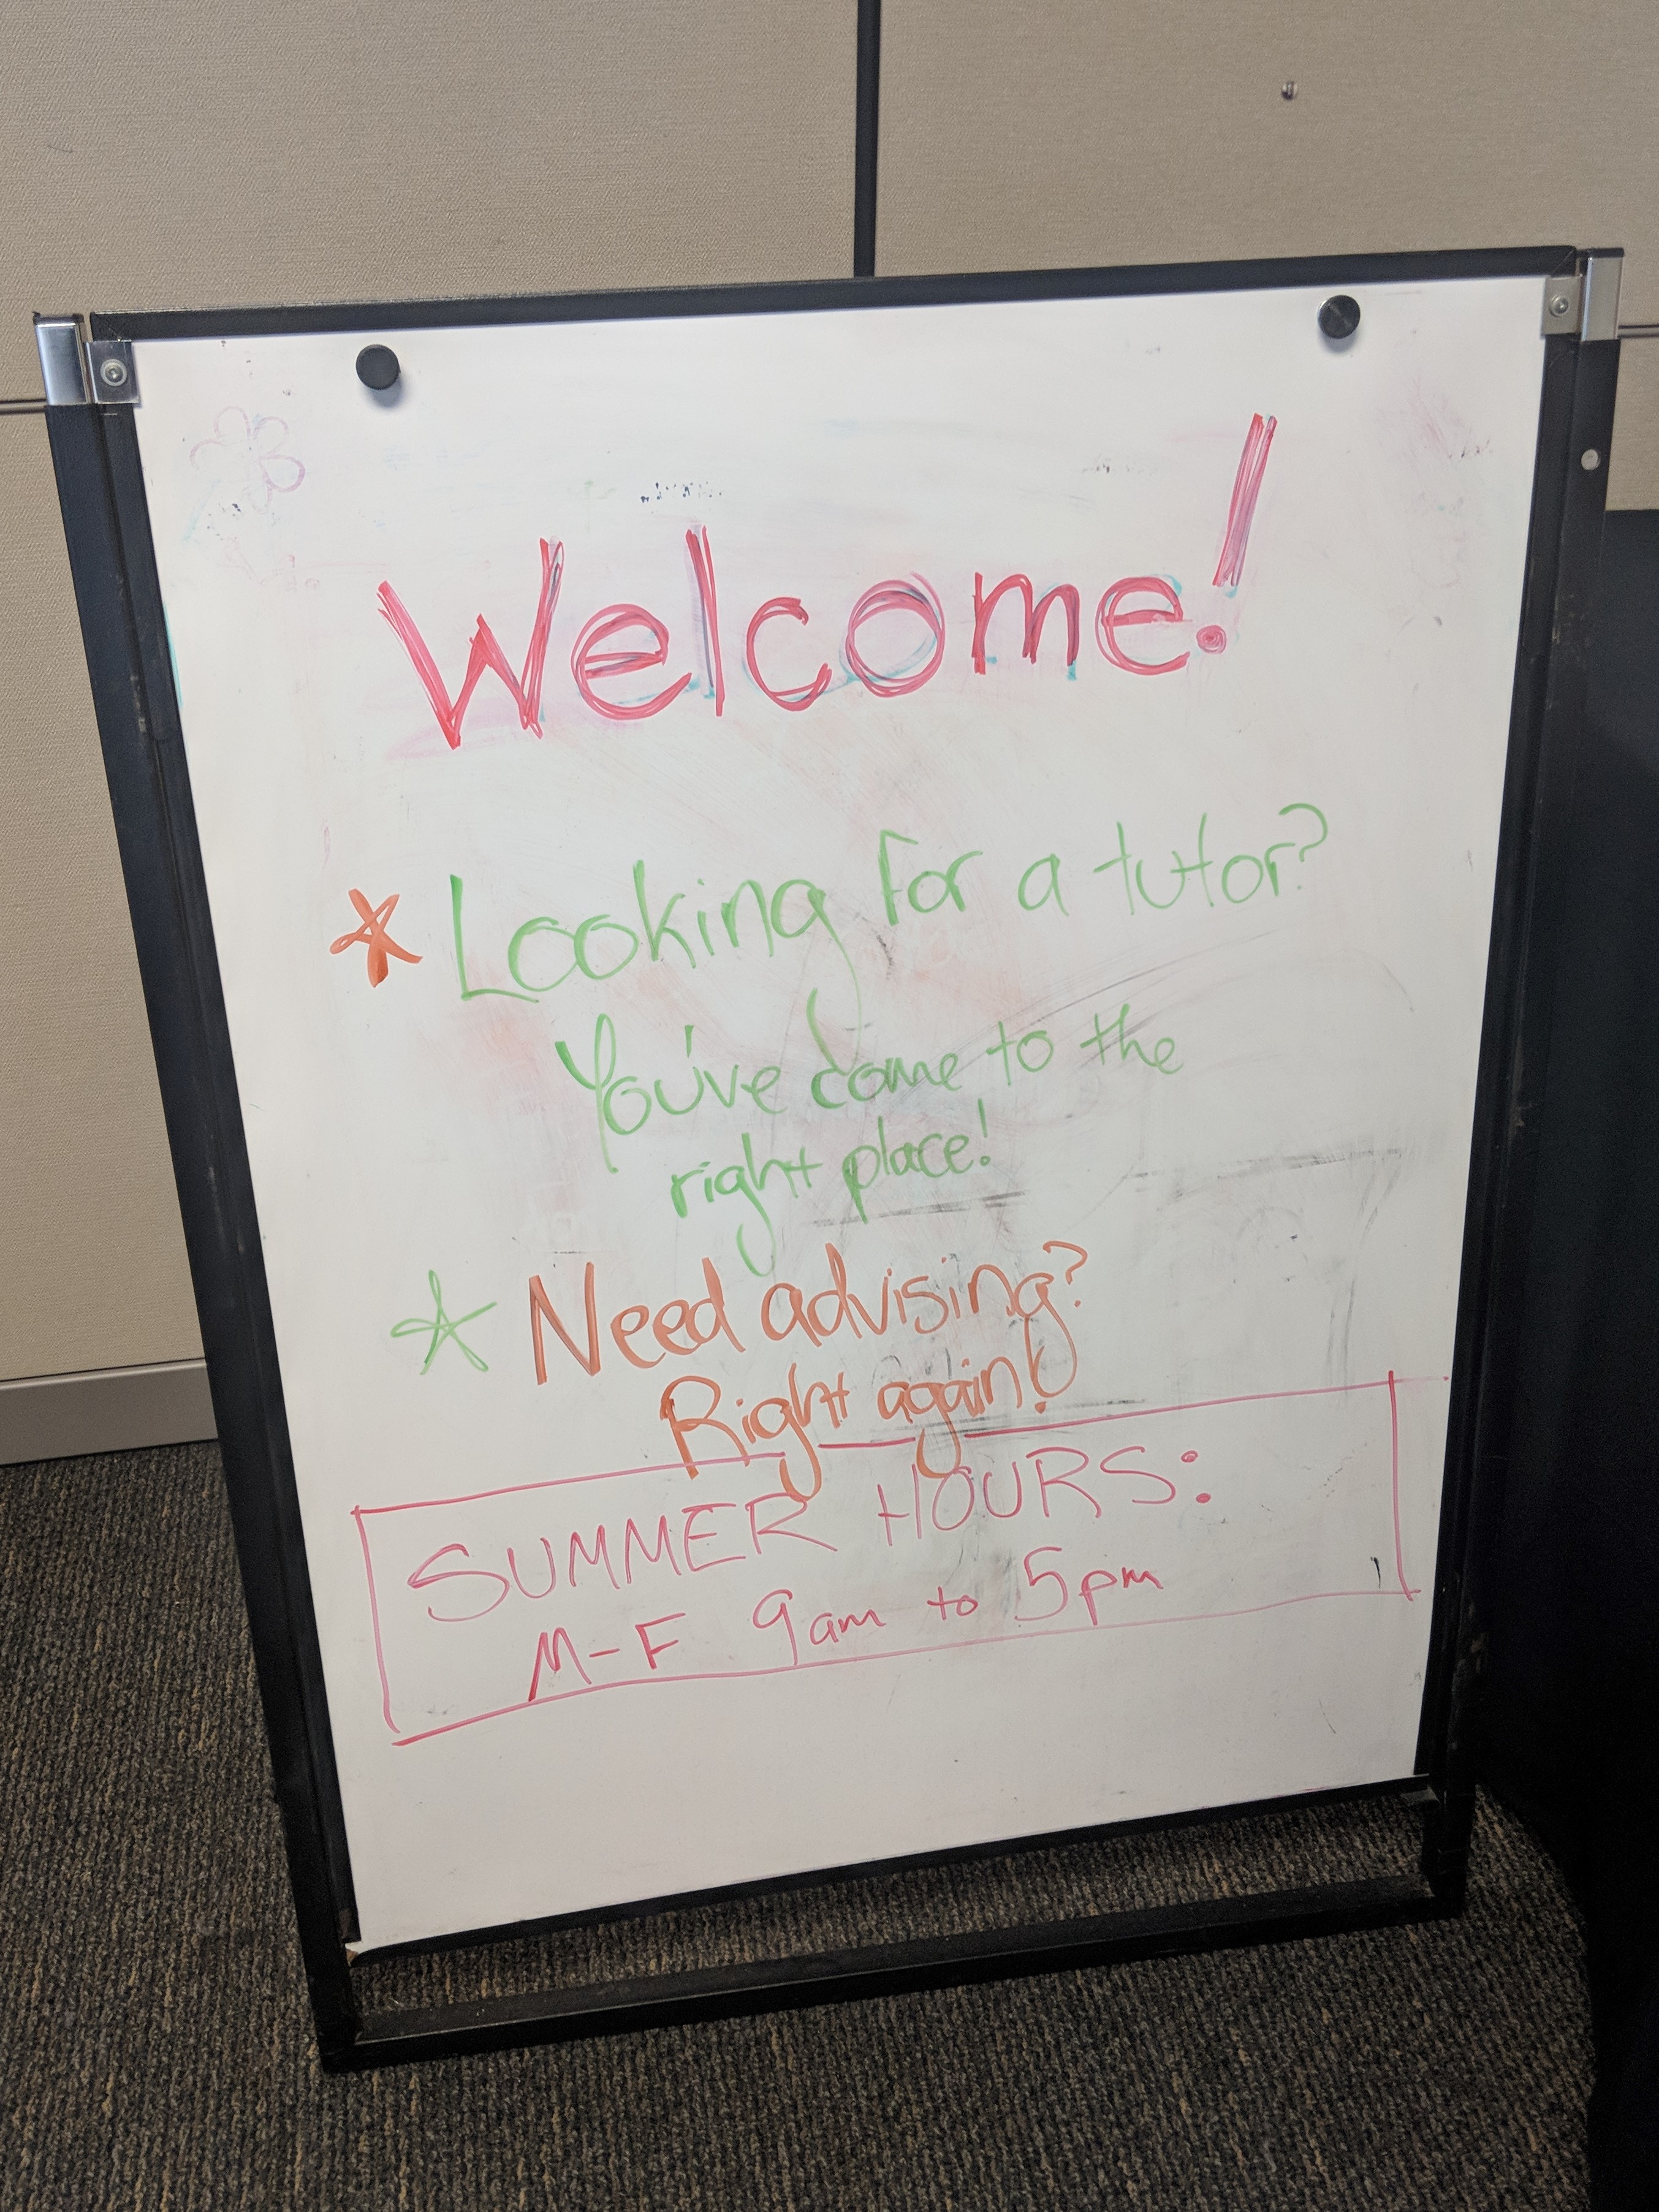 Welcome!
* Looking for a tutor?
You've come to the
right place!
* Need advising?
Right again!
SUMMER HOURS:
M-F 9am to 5pm